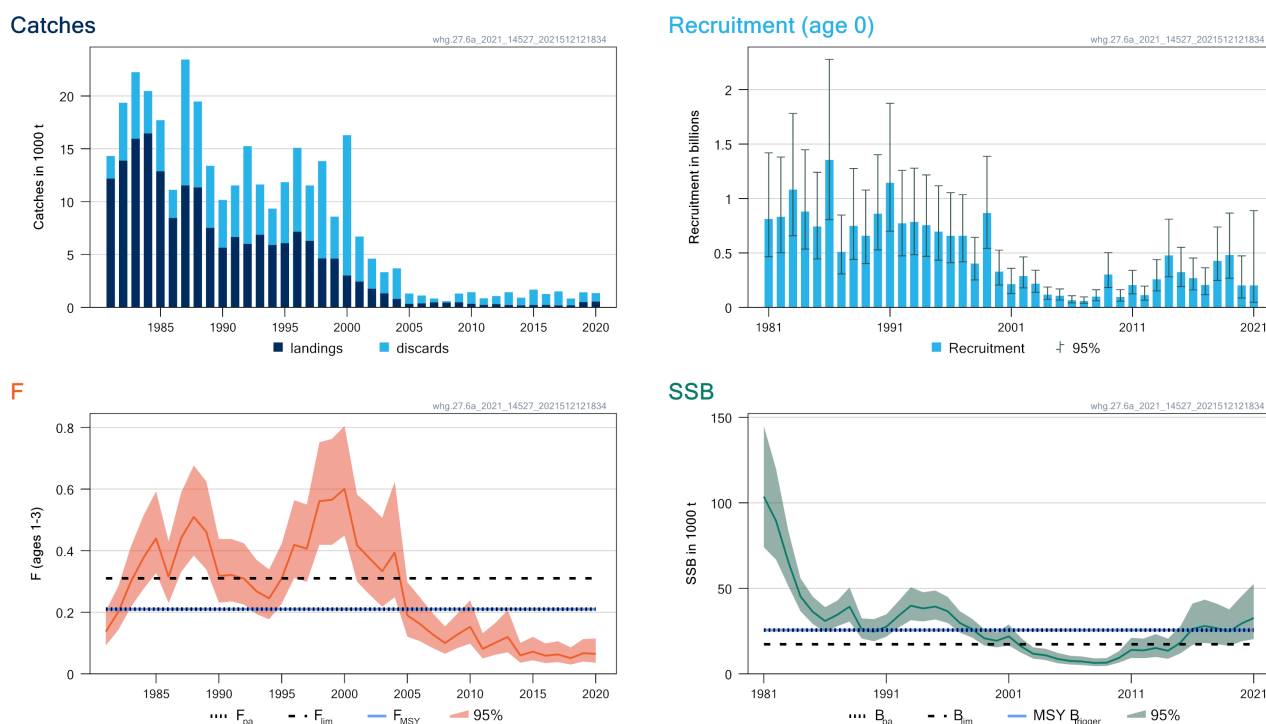 Catches
whg.27.6a_2021_14527_2021512121834
Catches in 1000 t
20
15
10
5
0
1985 1990 1995 2000 2005 2010 2015 2020
landings discards
Recruitment (age 0)
whg.27.6a_2021_14527_2021512121834
Recruitment in billions
2
1.5
1
0.5
0
1981 1991 2001 2011 2021
Recruitment 95%
F
whg.27.6a_2021_14527_2021512121834
F (ages 1-3)
0.8
0.6
0.4
0.2
0
1985 1990 1995 2000 2005 2010 2015 2020
Fpa Flim FMSY 95%
SSB
whg.27.6a_2021_14527_2021512121834
SSB in 1000 t
150
100
50
0
1981 1991 2001 2011 2021
Bpa Blim MSY Btrigger 95%